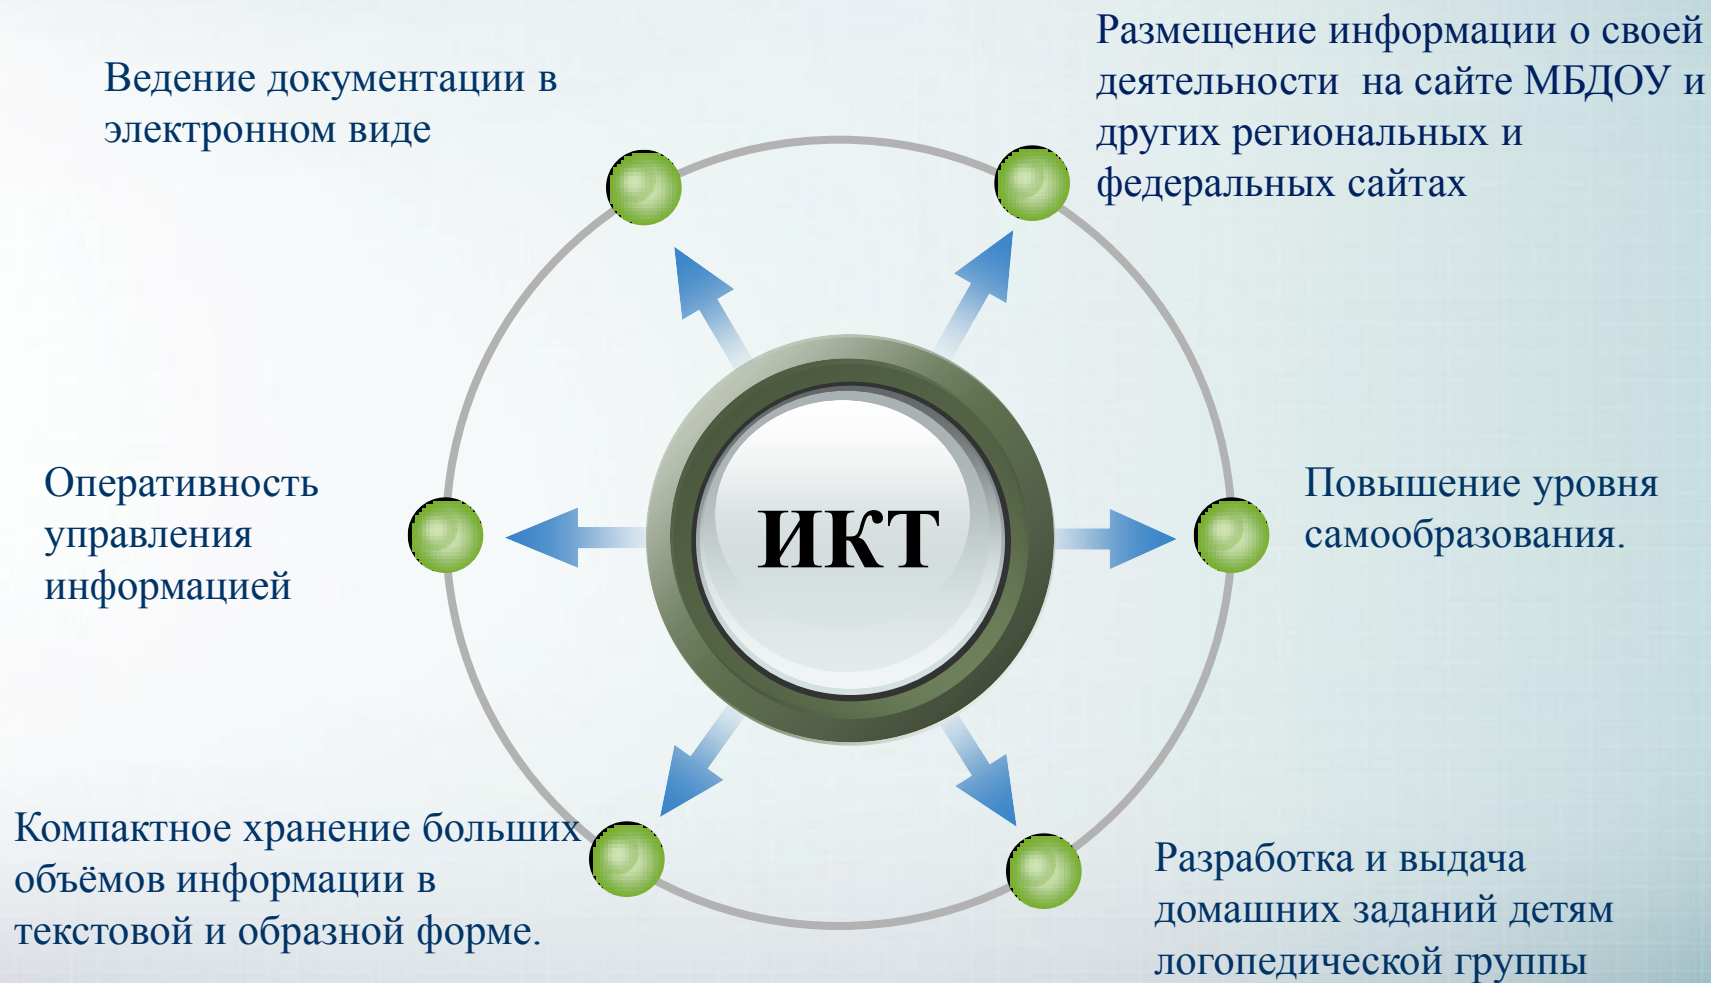 Ведение документации в
электронном виде
Размещение информации о своей
деятельности на сайте МБДОУ и
других региональных и
федеральных сайтах
Оперативность
управления
информацией
ИКТ
Повышение уровня
самообразования.
Компактное хранение больших
объёмов информации в
текстовой и образной форме.
Разработка и выдача
домашних заданий детям
логопедической группы